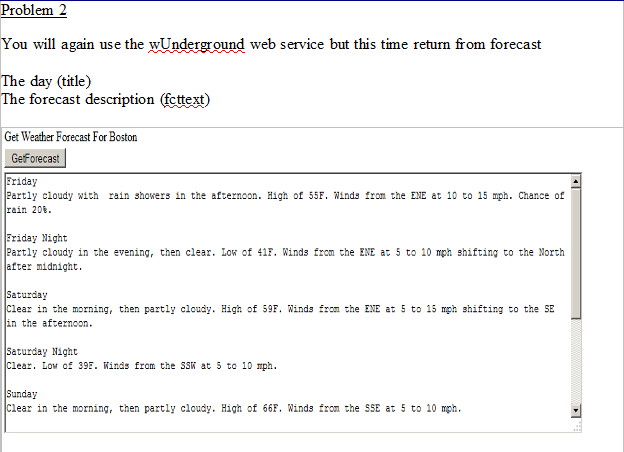 Problem 2
You will again use the wUnderground web service but this time return from forecast
The day (title)
The forecast description (fcttext)
Get Weather Forecast For Boston
GetForecast
Friday
Partly cloudy with rain showers in the afternoon. High of 55F. Winds from the ENE at 10 to 15 mph. Chance of
rain 20%.
Friday Night
Partly cloudy in the evening, then clear. Low of 41F. Winds from the ENE at 5 to 10 mph shifting to the North
after midnight.
Saturday
Clear in the morning, then partly cloudy. High of 59F. Winds from the ENE at 5 to 15 mph shifting to the SE
in the afternoon.
Saturday Night
Clear. Low of 39F. Winds from the SSW at 5 to 10 mph.
Sunday
Clear in the morning, then partly cloudy. High of 66F. Winds from the SSE at 5 to 10 mph.